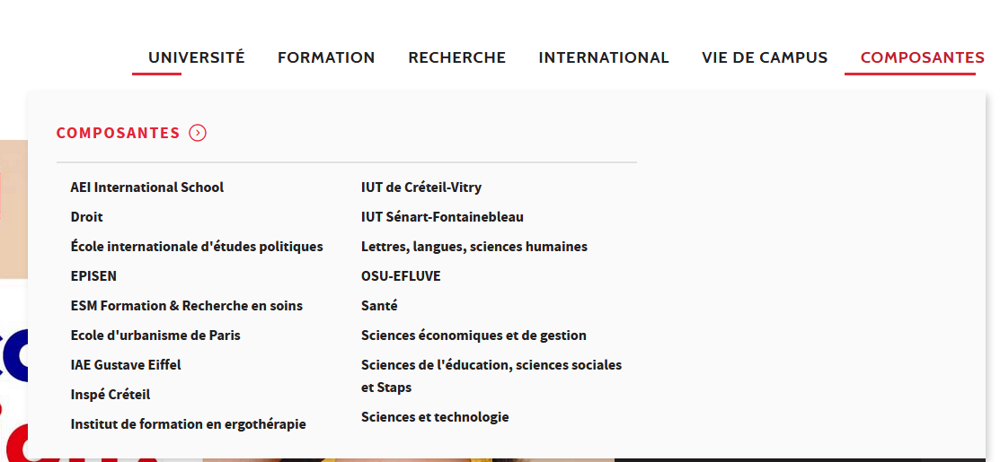 UNIVERSITÉ FORMATION RECHERCHE INTERNATIONAL VIE DE CAMPUS COMPOSANTES
COMPOSANTES
AEI International School
Droit
École internationale d'études politiques
EPISEN
ESM Formation & Recherche en soins
Ecole d'urbanisme de Paris
IAE Gustave Eiffel
Inspé Créteil
Institut de formation en ergothérapie
IUT de Créteil-Vitry
IUT Sénart-Fontainebleau
Lettres, langues, sciences humaines
OSU-EFLUVE
Santé
Sciences économiques et de gestion
Sciences de l'éducation, sciences sociales
et Staps
Sciences et technologie